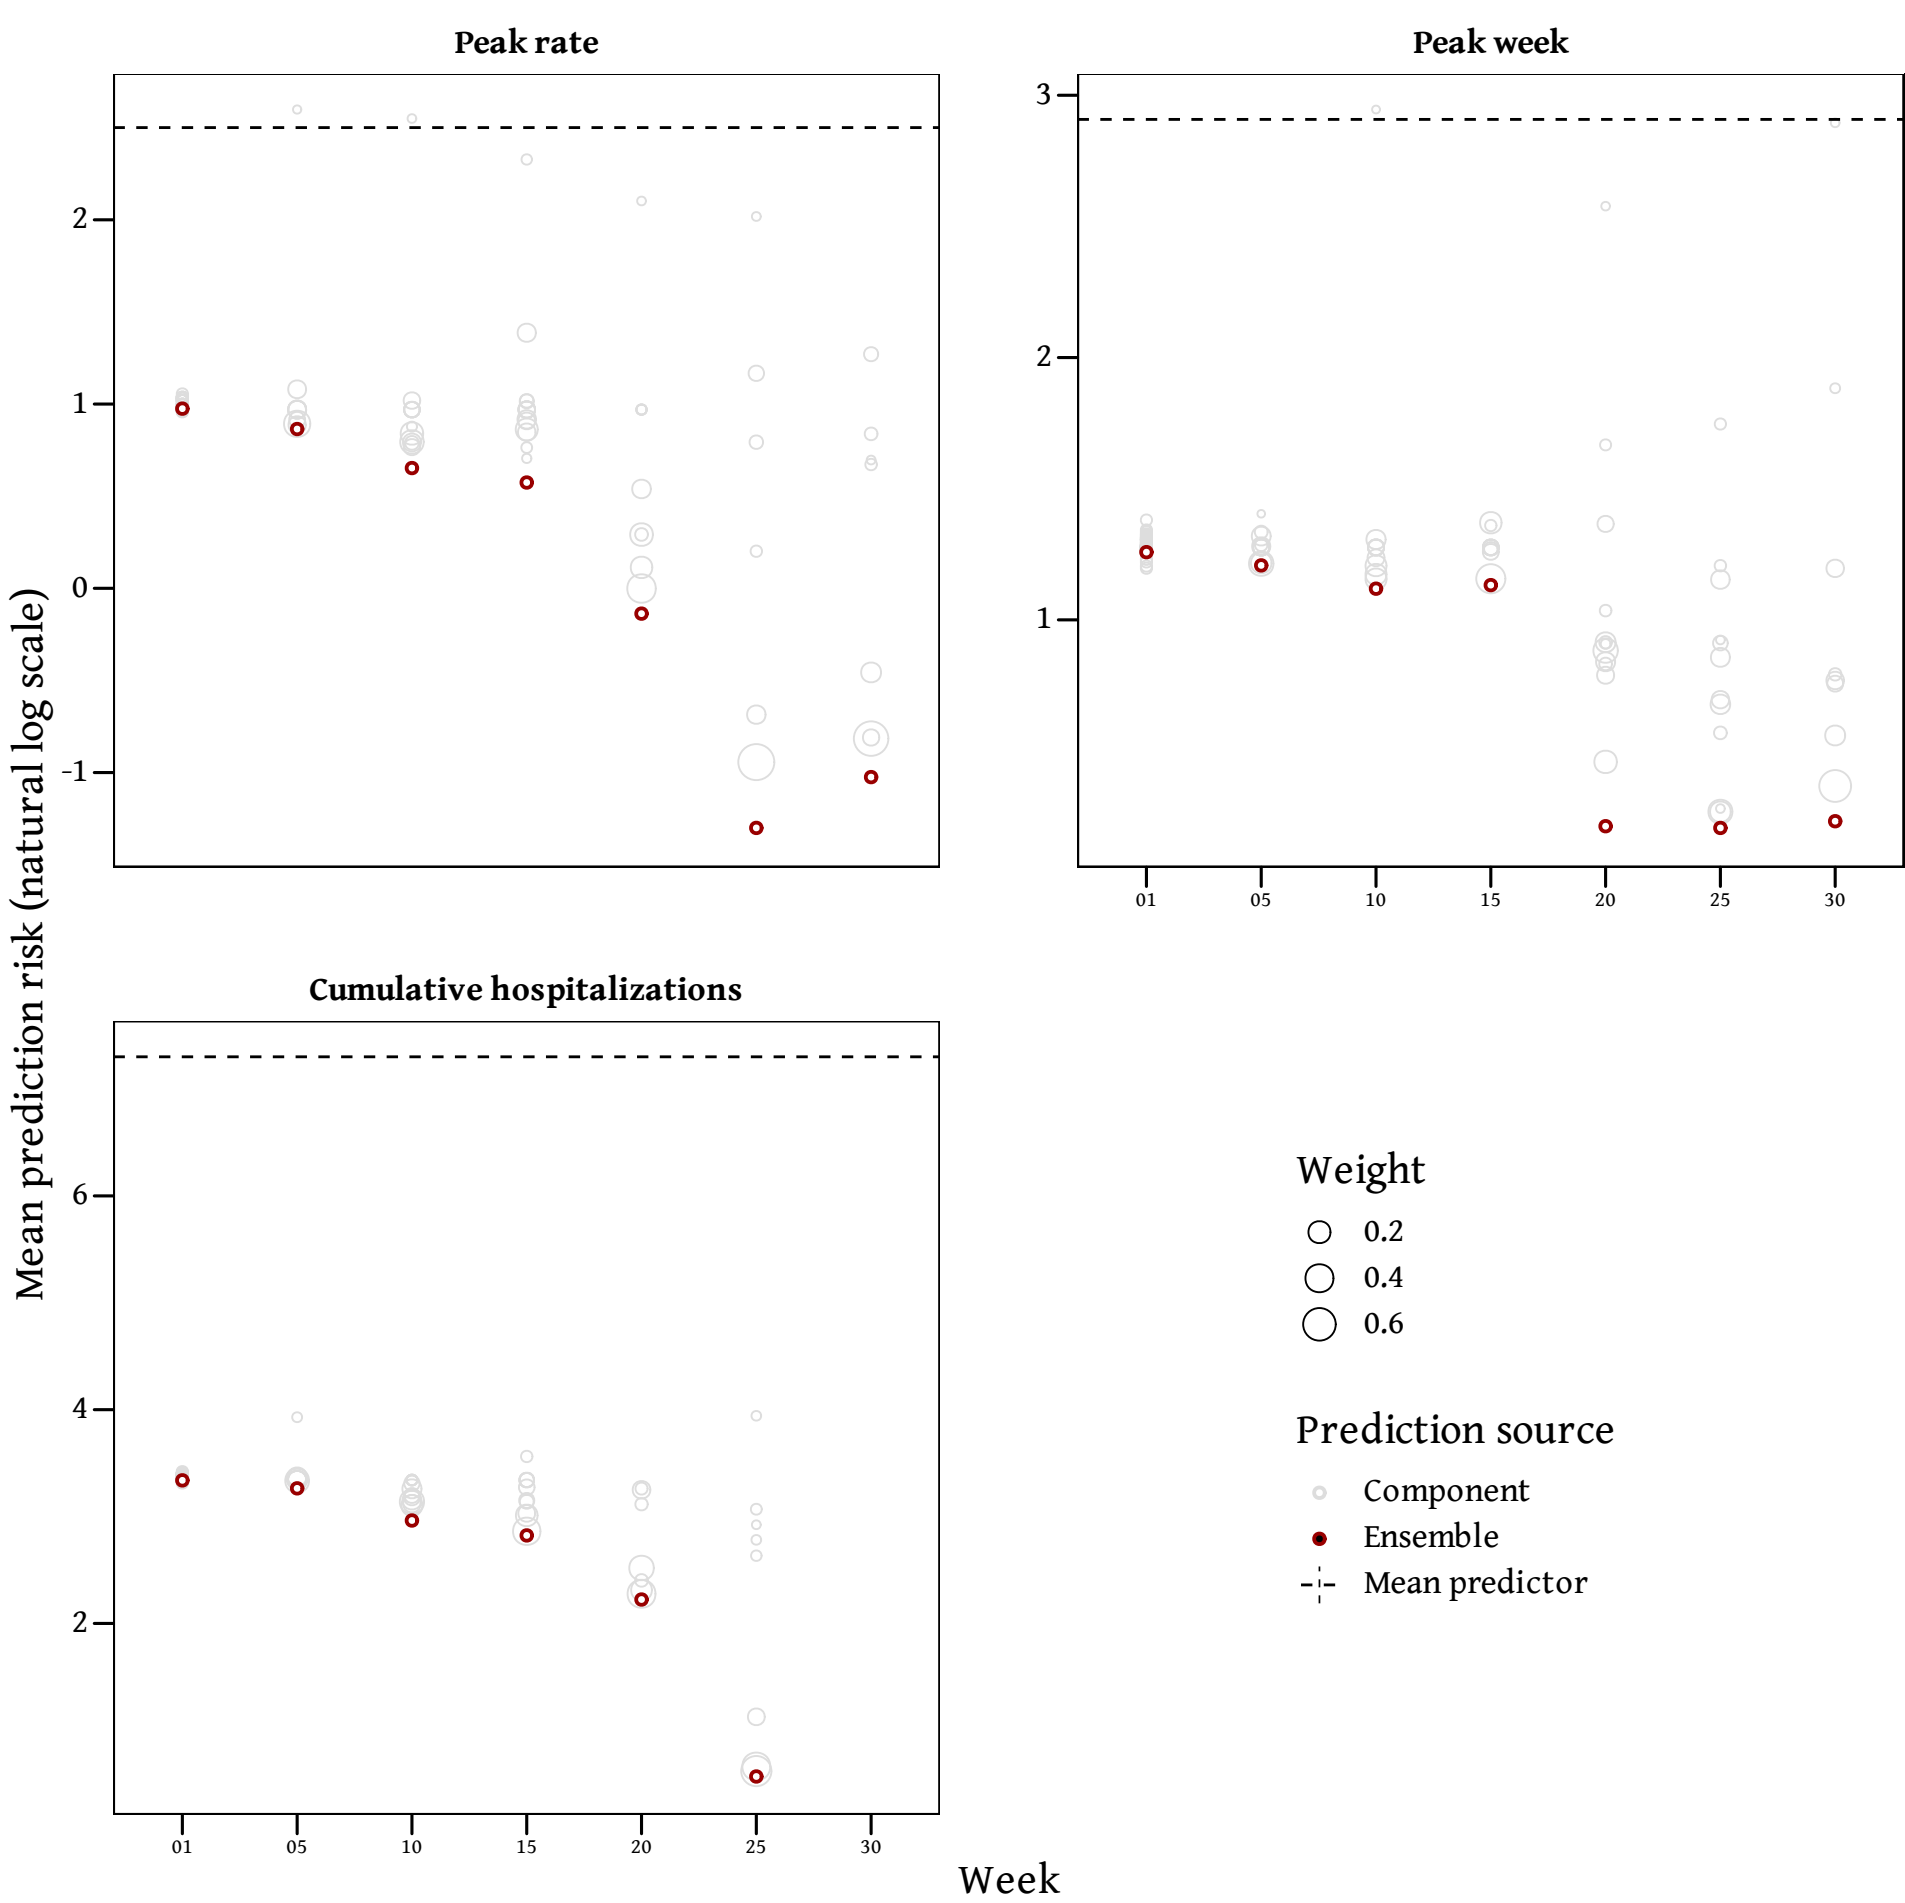 Peak rate
2
1
0
-1
Peak week
3
2
1
01 05 10 15 20 25 30
Mean prediction risk (natural log scale)
Cumulative hospitalizations
6
4
2
01 05 10 15 20 25 30
Week
Weight
0.2
0.4
0.6
Prediction source
Component
Ensemble
Mean predictor